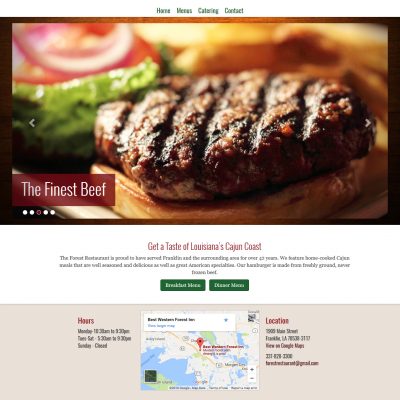 Home Menus Catering Contact
The Finest Beef
Get a Taste of Louisiana's Cajun Coast
The Forest Restaurant is proud to have served Franklin and the surrounding area for over 42 years. We feature home-cooked Cajun
meals that are well seasoned and delicious as well as great American specialties. Our hamburger is made from freshly ground, never
frozen beef.
Breakfast Menu Dinner Menu
Hours
Monday- 10:30am to 9:30pm
Tues-Sat - 5:30am to 9:30pm
Sunday - Closed
Best Western Forest Inn
View larger map
Best Western Forest Inn
Morgan City
Location
1909 Main Street
Franklin, LA 70538-3117
View on Google Maps
337-828-3300
forestrestaurant@gmail.com